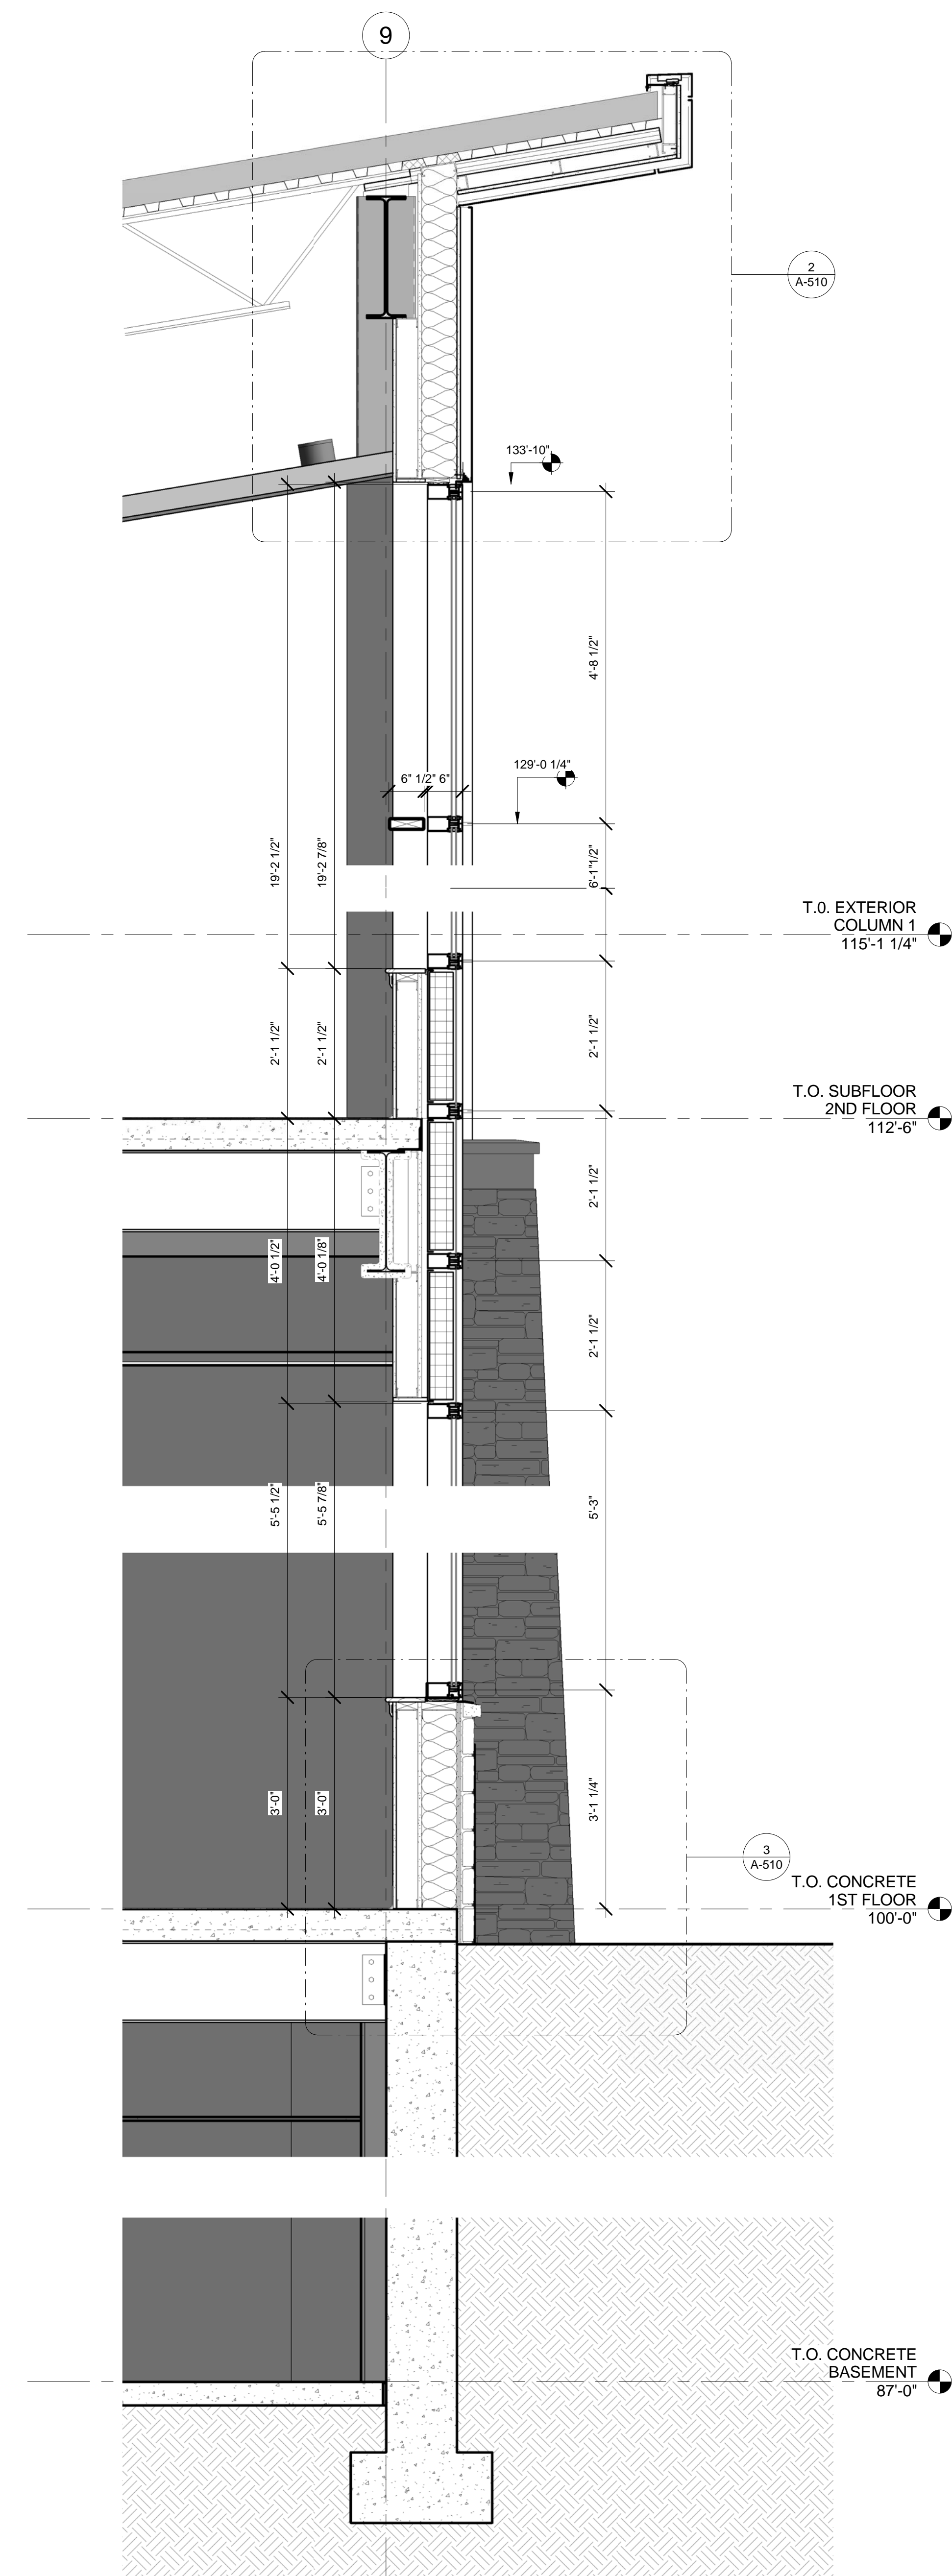 9
2
A-510
133'-10"
4'-8 1/2"
129'-0 1/4"
6" 1/2" 6"
19'-2 1/2"
19'-2 7/8"
6'-1 1/2"
T.O. EXTERIOR
COLUMN 1
115'-1 1/4"
2'-1 1/2"
2'-1 1/2"
2'-1 1/2"
T.O. SUBFLOOR
2ND FLOOR
112'-6"
2'-1 1/2"
4'-0 1/2"
4'-0 1/8"
2'-1 1/2"
5'-5 1/2"
5'-5 7/8"
5'-3"
3'-0"
3'-0"
3'-1 1/4"
3
A-510
T.O. CONCRETE
1ST FLOOR
100'-0"
T.O. CONCRETE
BASEMENT
87'-0"